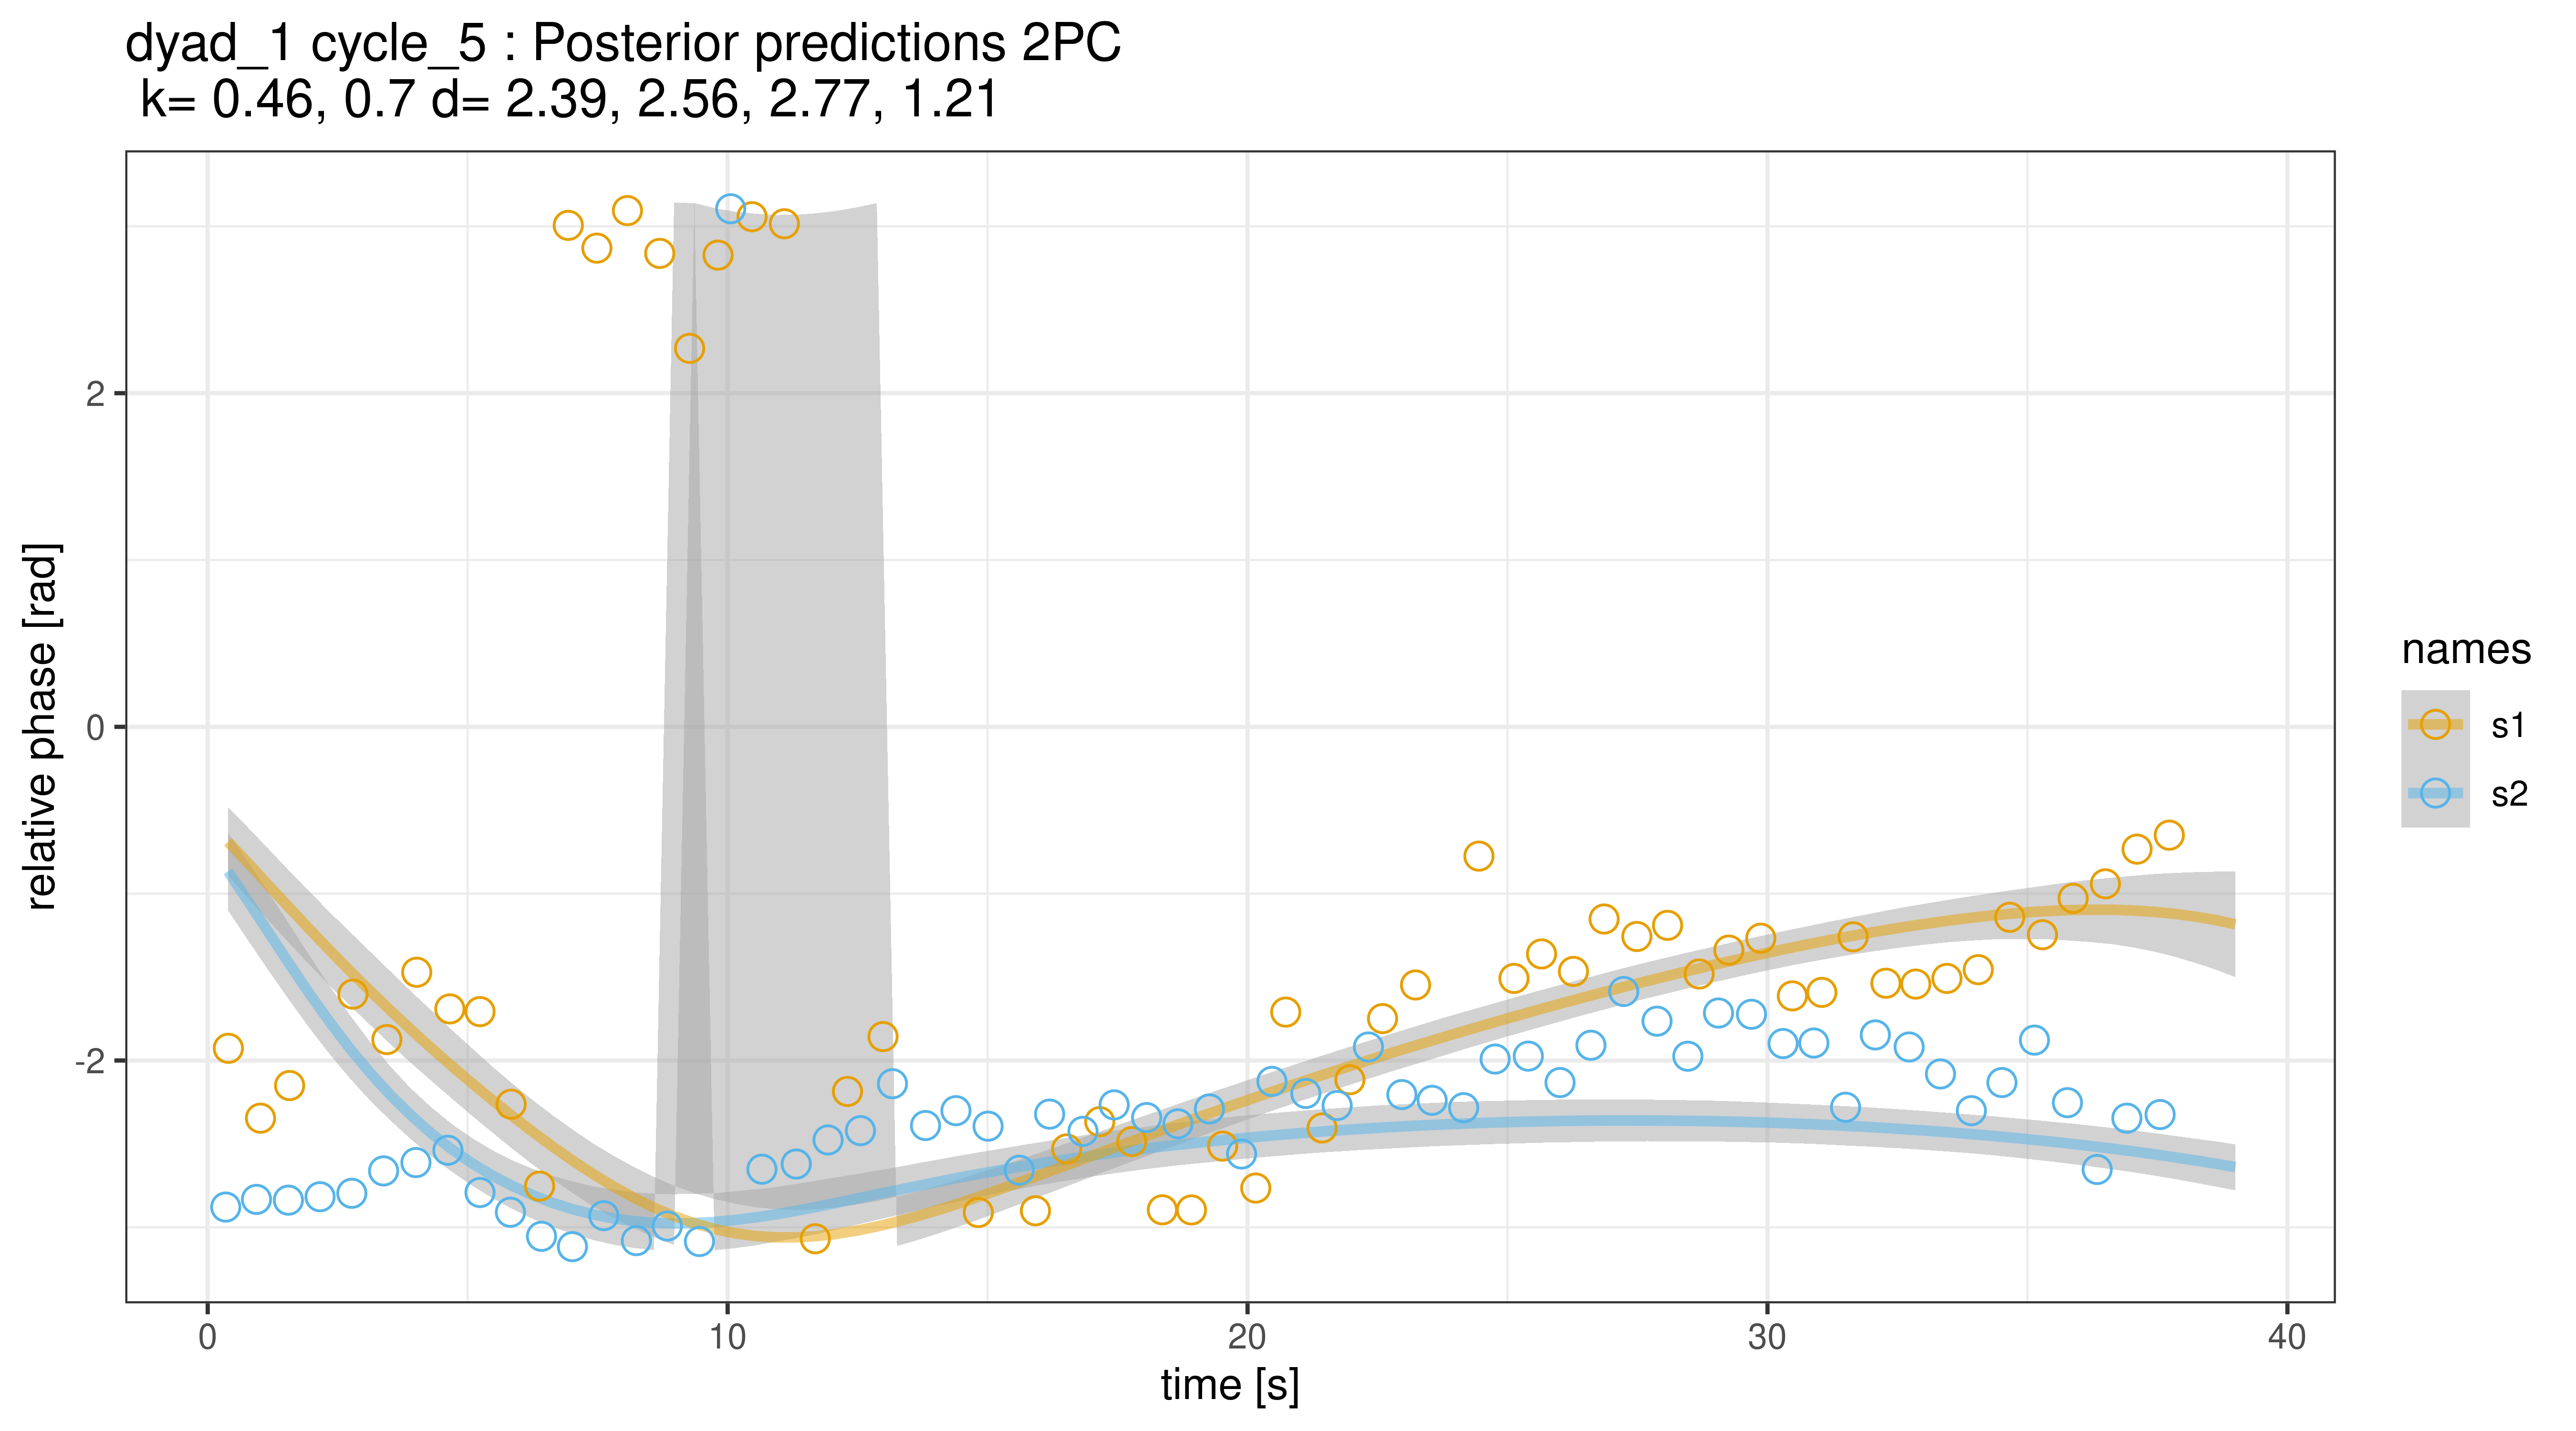 dyad_1 cycle_5 : Posterior predictions 2PC
k= 0.46, 0.7 d= 2.39, 2.56, 2.77, 1.21
relative phase [rad]
2
0
-2
0
10
20
30
40
time [s]
names
s1
s2